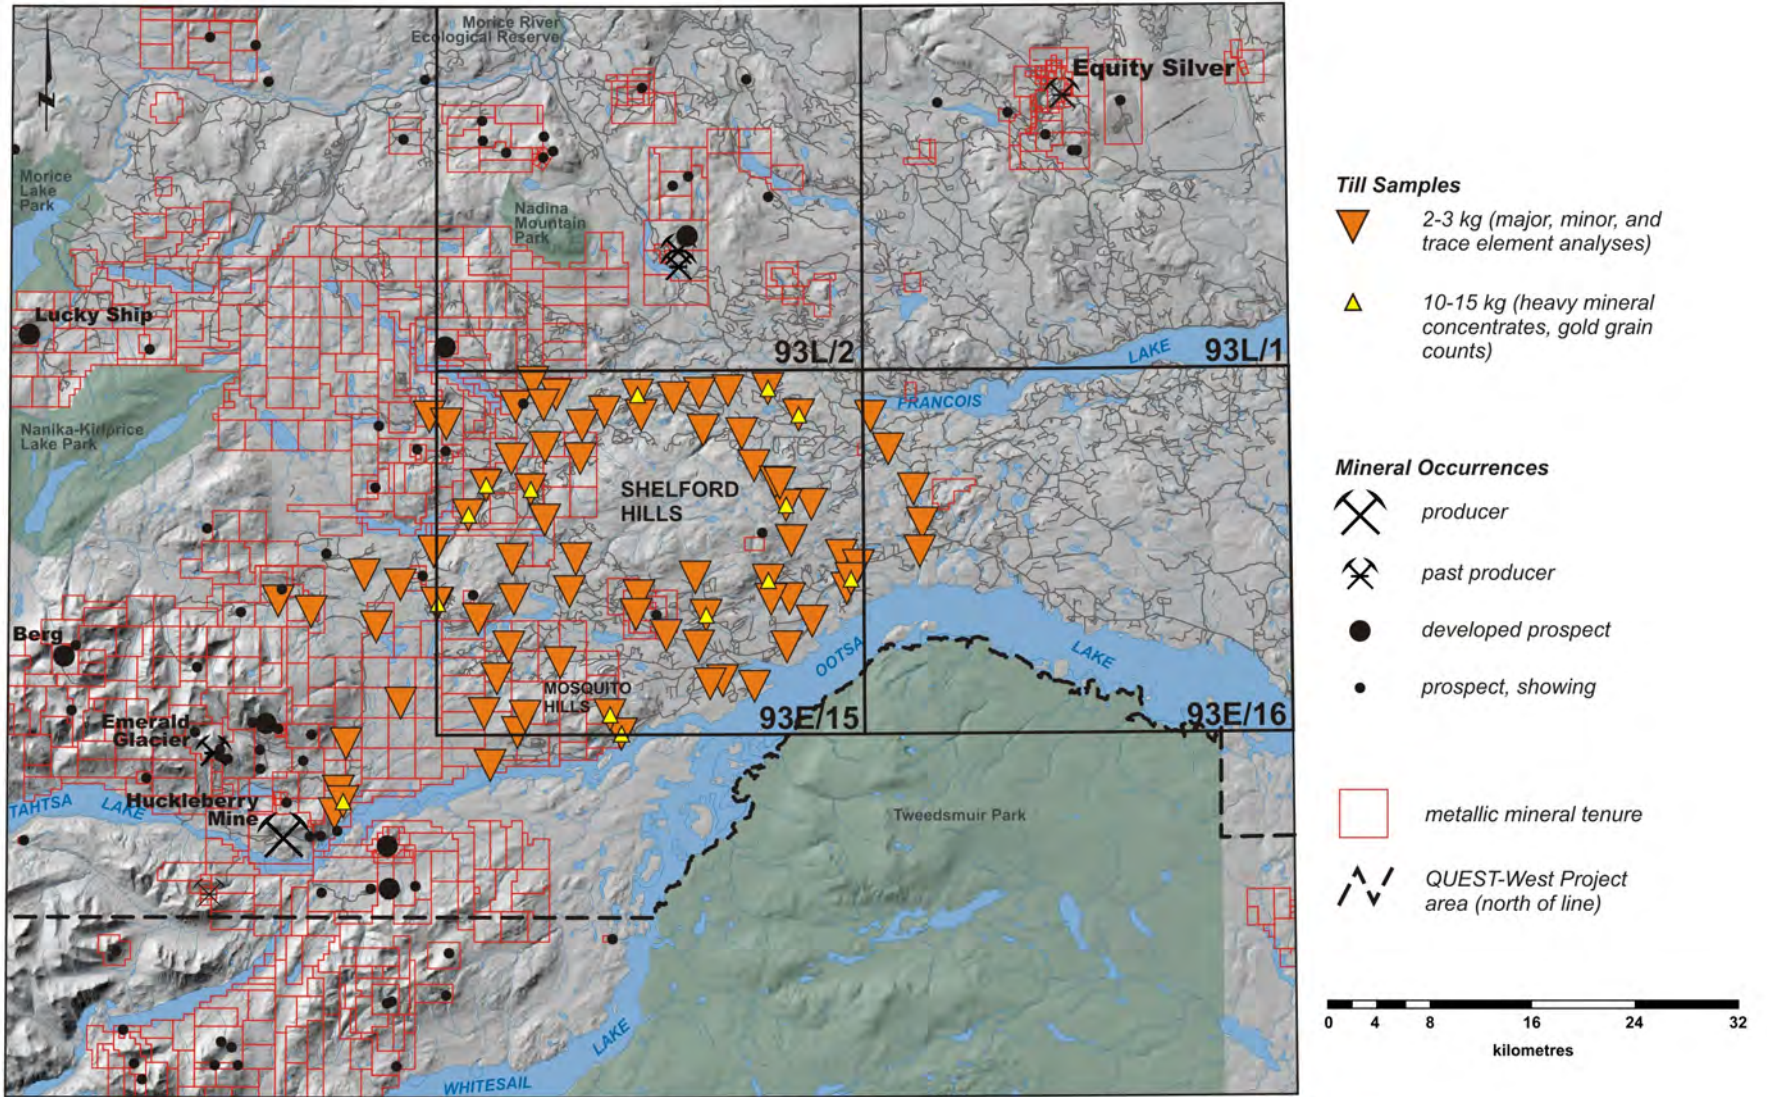 Morice River
Ecological Reserve
Equity Silver
N
Morice
Lake
Park
Nadina
Mountain
Park
Lucky Ship
93L/2
93L/1
LAKE
FRANCOIS
Nanika-Kidprice
Lake Park
SHELFORD
HILLS
Berg
OOTSA
LAKE
MOSQUITO
HILLS
93E/15
93E/16
Emerald
Glacier
TAHTSA LAKE
Huckleberry
Mine
Tweedsmuir Park
LAKE
WHITESAIL
Till Samples
2-3 kg (major, minor, and
trace element analyses)
10-15 kg (heavy mineral
concentrates, gold grain
counts)
Mineral Occurrences
producer
past producer
developed prospect
prospect, showing
metallic mineral tenure
QUEST-West Project
area (north of line)
0 4 8 16 24 32
kilometres